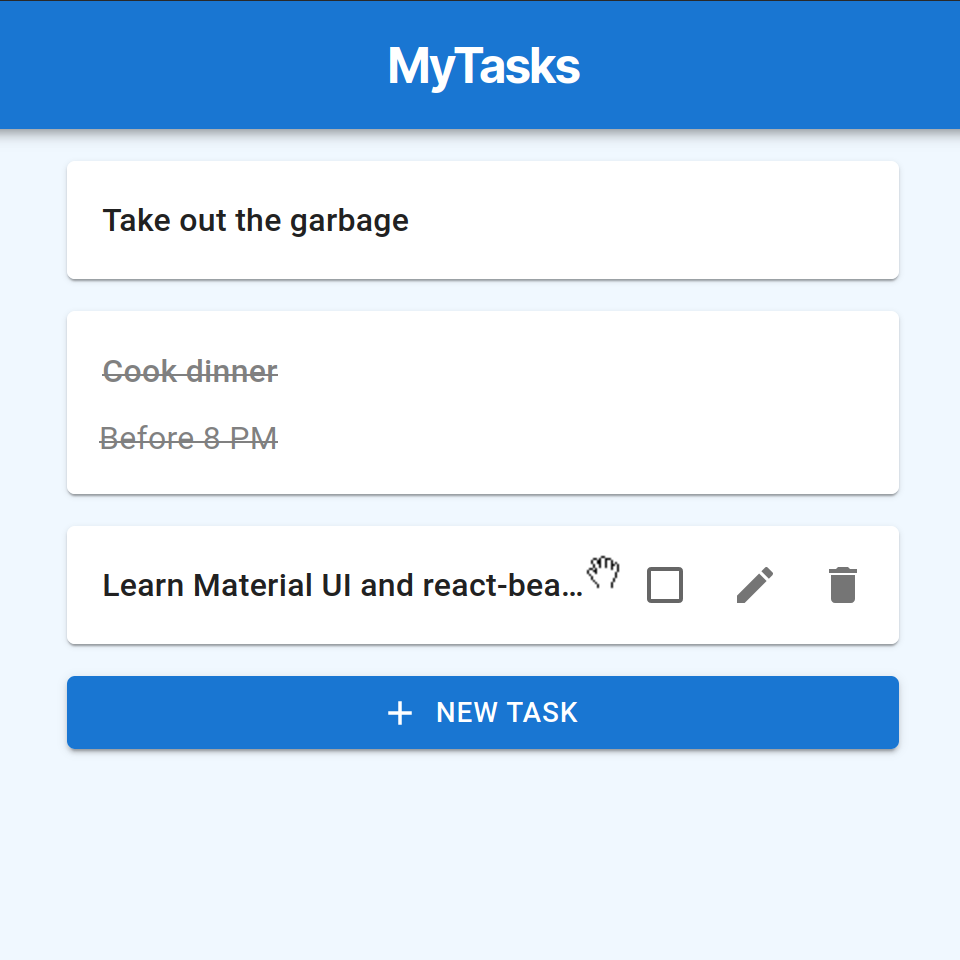 MyTasks
Take out the garbage
Cook dinner
Before 8 PM
Learn Material UI and react-bea...
NEW TASK